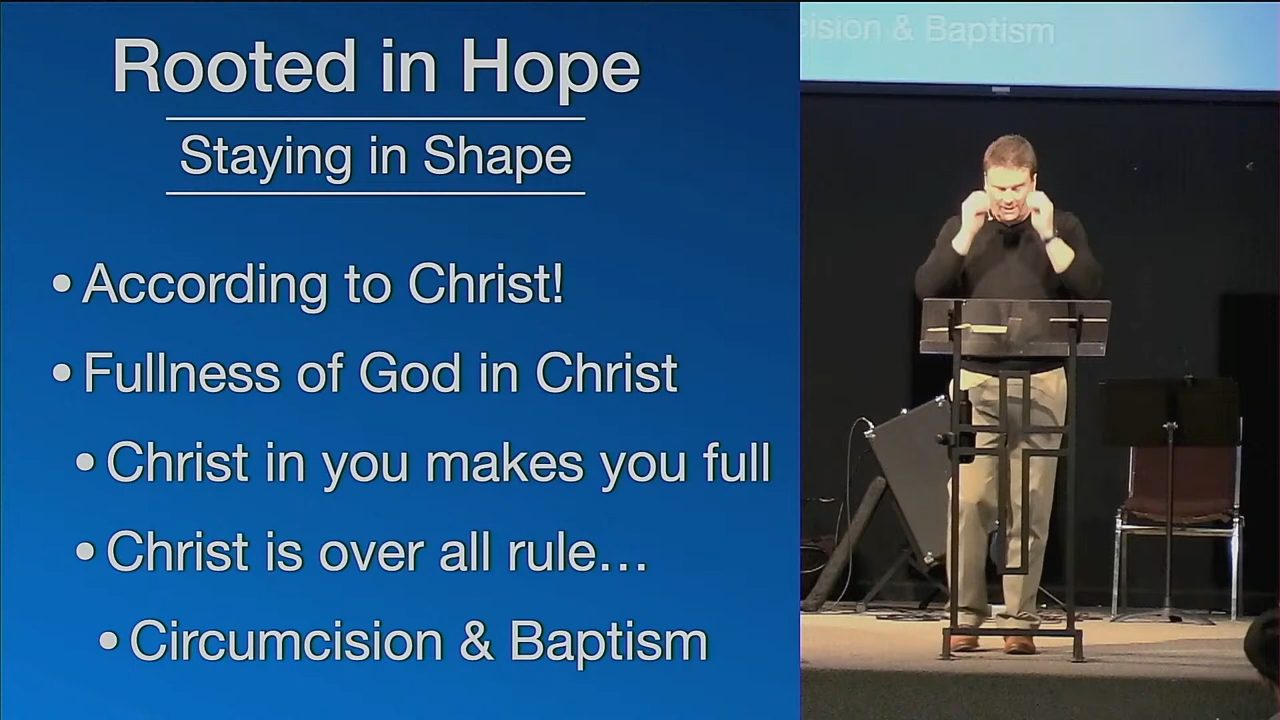 Rooted in Hope
Staying in Shape
• According to Christ!
• Fullness of God in Christ
• Christ in you makes you full
• Christ is over all rule…
• Circumcision & Baptism
cision & Baptism